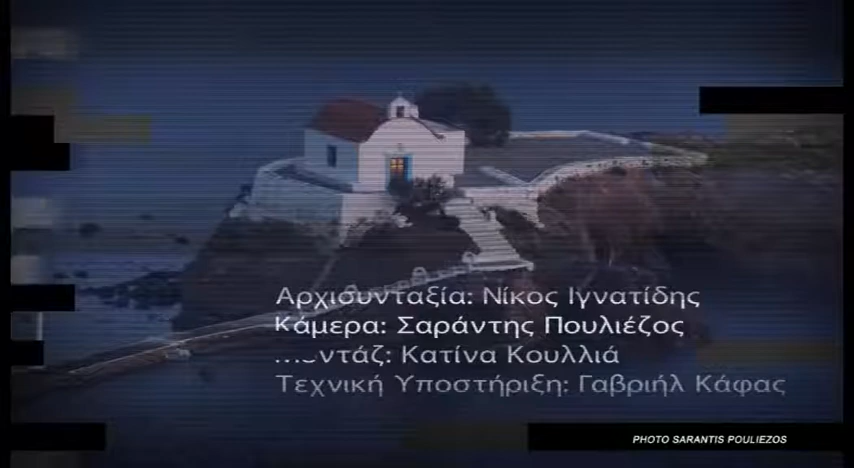 Αρχισυνταξία: Νίκος Ιγνατίδης
Κάμερα: Σαράντης Πουλιέζος
Κατίνα Κουλλιά
Τεχνική Υποστήριξη: Γαβριήλ Κάφας
PHOTO SARANTIS POULIEZOS